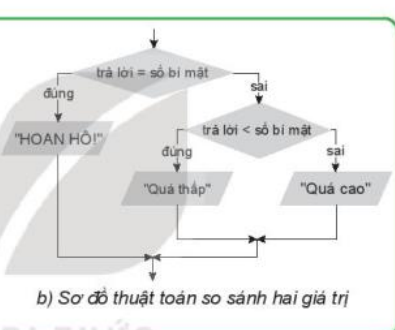 trả lời = số bí mật
đúng
sai
"HOAN HÔ!"
trả lời < số bí mật
đúng
sai
"Quá thấp"
"Quá cao"
b) Sơ đồ thuật toán so sánh hai giá trị